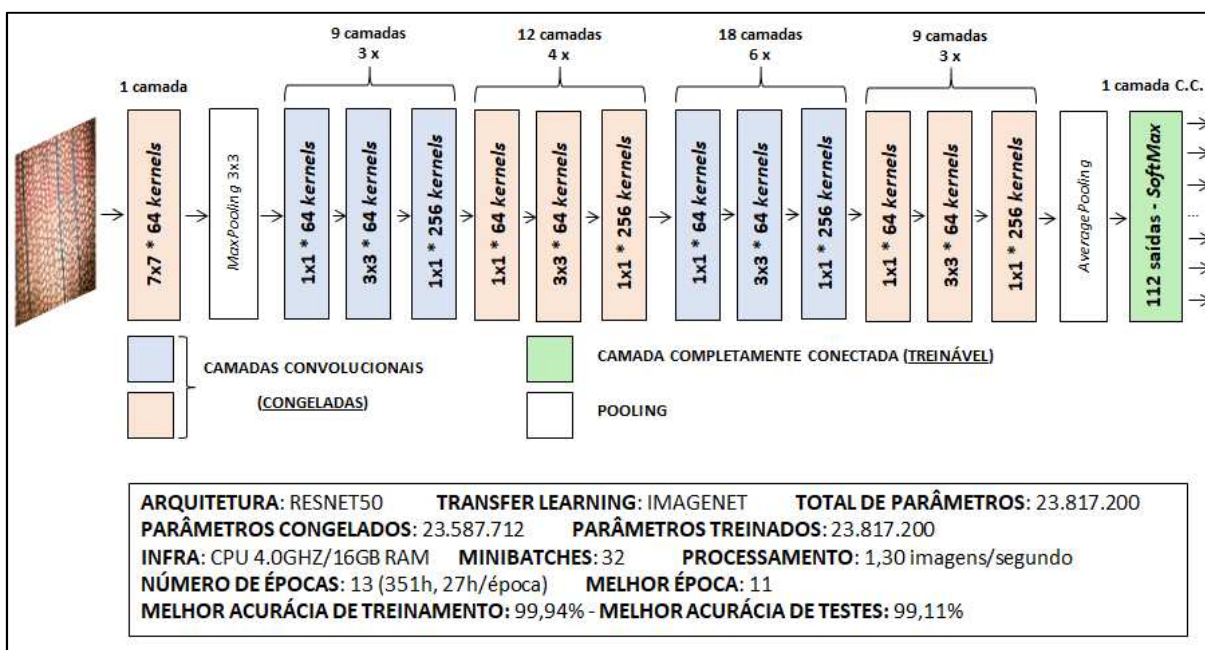 9 camadas
3 x
12 camadas
4 x
18 camadas
6 x
9 camadas
3 x
1 camada
1 camada C.C.
7x7 * 64 kernels
MaxPooling 3x3
1x1 * 64 kernels
3x3 * 64 kernels
1x1 * 256 kernels
1x1 * 64 kernels
3x3 * 64 kernels
1x1 * 256 kernels
1x1 * 64 kernels
3x3 * 64 kernels
1x1 * 256 kernels
1x1 * 64 kernels
3x3 * 64 kernels
1x1 * 256 kernels
AveragePooling
112 saídas - SoftMax
...
CAMADAS CONVOLUCIONAIS
(CONGELADAS)
CAMADA COMPLETAMENTE CONECTADA (TREINÁVEL)
POOLING
ARQUITETURA: RESNET50 TRANSFER LEARNING: IMAGENET TOTAL DE PARÂMETROS: 23.817.200
PARÂMETROS CONGELADOS: 23.587.712 PARÂMETROS TREINADOS: 23.817.200
INFRA: CPU 4.0GHZ/16GB RAM MINIBATCHES: 32 PROCESSAMENTO: 1,30 imagens/segundo
NÚMERO DE ÉPOCAS: 13 (351h, 27h/época) MELHOR ÉPOCA: 11
MELHOR ACURÁCIA DE TREINAMENTO: 99,94% - MELHOR ACURÁCIA DE TESTES: 99,11%